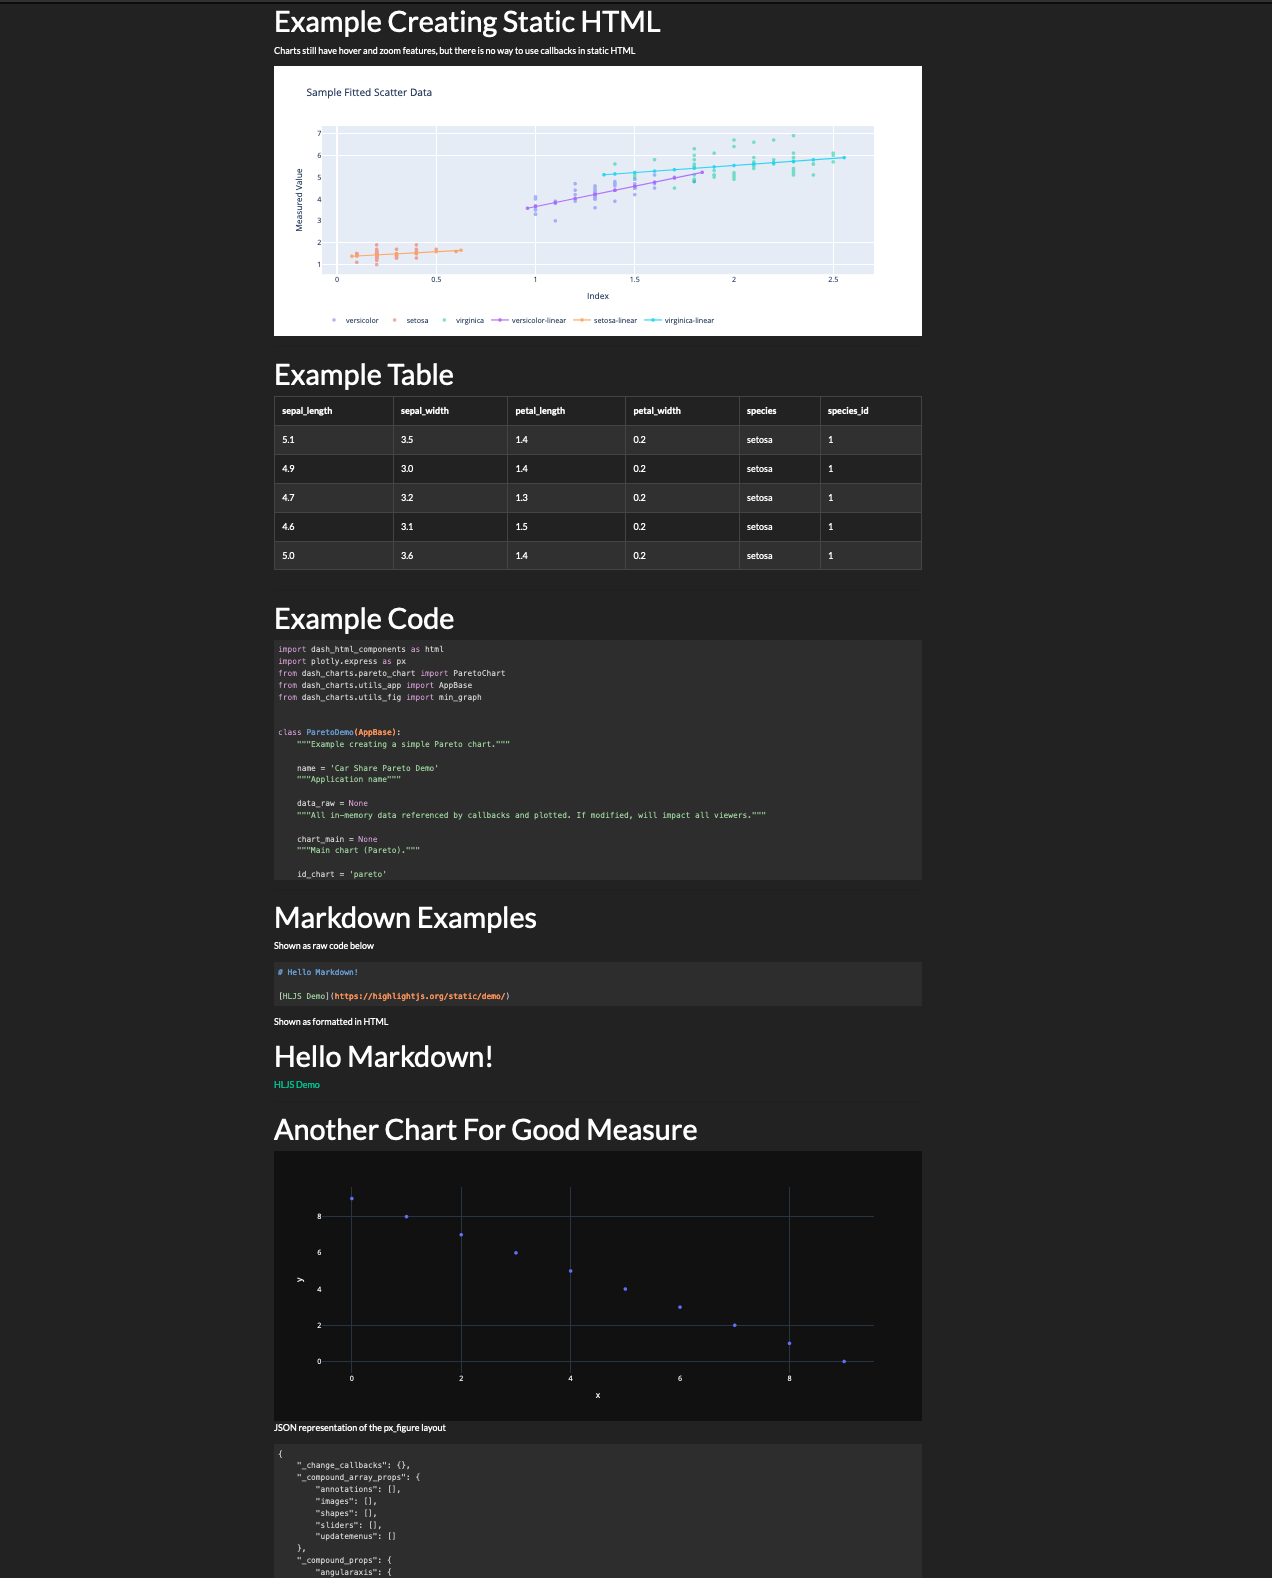 Example Creating Static HTML
Charts still have hover and zoom features, but there is no way to use callbacks in static HTML
Sample Fitted Scatter Data
7
6
5
4
3
2
1
Measured Value
0 0.5 1 1.5 2 2.5
Index
versicolor setosa virginica versicolor-linear setosa-linear virginica-linear
Example Table
sepal_length sepal_width petal_length petal_width species species_id
5.1 3.5 1.4 0.2 setosa 1
4.9 3.0 1.4 0.2 setosa 1
4.7 3.2 1.3 0.2 setosa 1
4.6 3.1 1.5 0.2 setosa 1
5.0 3.6 1.4 0.2 setosa 1
Example Code
import dash_html_components as html
import plotly.express as px
from dash_charts.pareto_chart import ParetoChart
from dash_charts.utils_app import AppBase
from dash_charts.utils_fig import min_graph
class ParetoDemo(AppBase):
    """Example creating a simple Pareto chart."""
    name = 'Car Share Pareto Demo'
    """Application name"""
    data_raw = None
    """All in-memory data referenced by callbacks and plotted. If modified, will impact all viewers."""
    chart_main = None
    """Main chart (Pareto)."""
    id_chart = 'pareto'
Markdown Examples
Shown as raw code below
# Hello Markdown!
[HLJS Demo](https://highlightjs.org/static/demo/)
Shown as formatted in HTML
Hello Markdown!
HLJS Demo
Another Chart For Good Measure
8
6
4
2
0
y
0 2 4 6 8
x
JSON representation of the px_figure layout
{
    "_change_callbacks": {},
    "_compound_array_props": {
        "annotations": [],
        "images": [],
        "shapes": [],
        "sliders": [],
        "updatemenus": []
    },
    "_compound_props": {
        "angularaxis": {